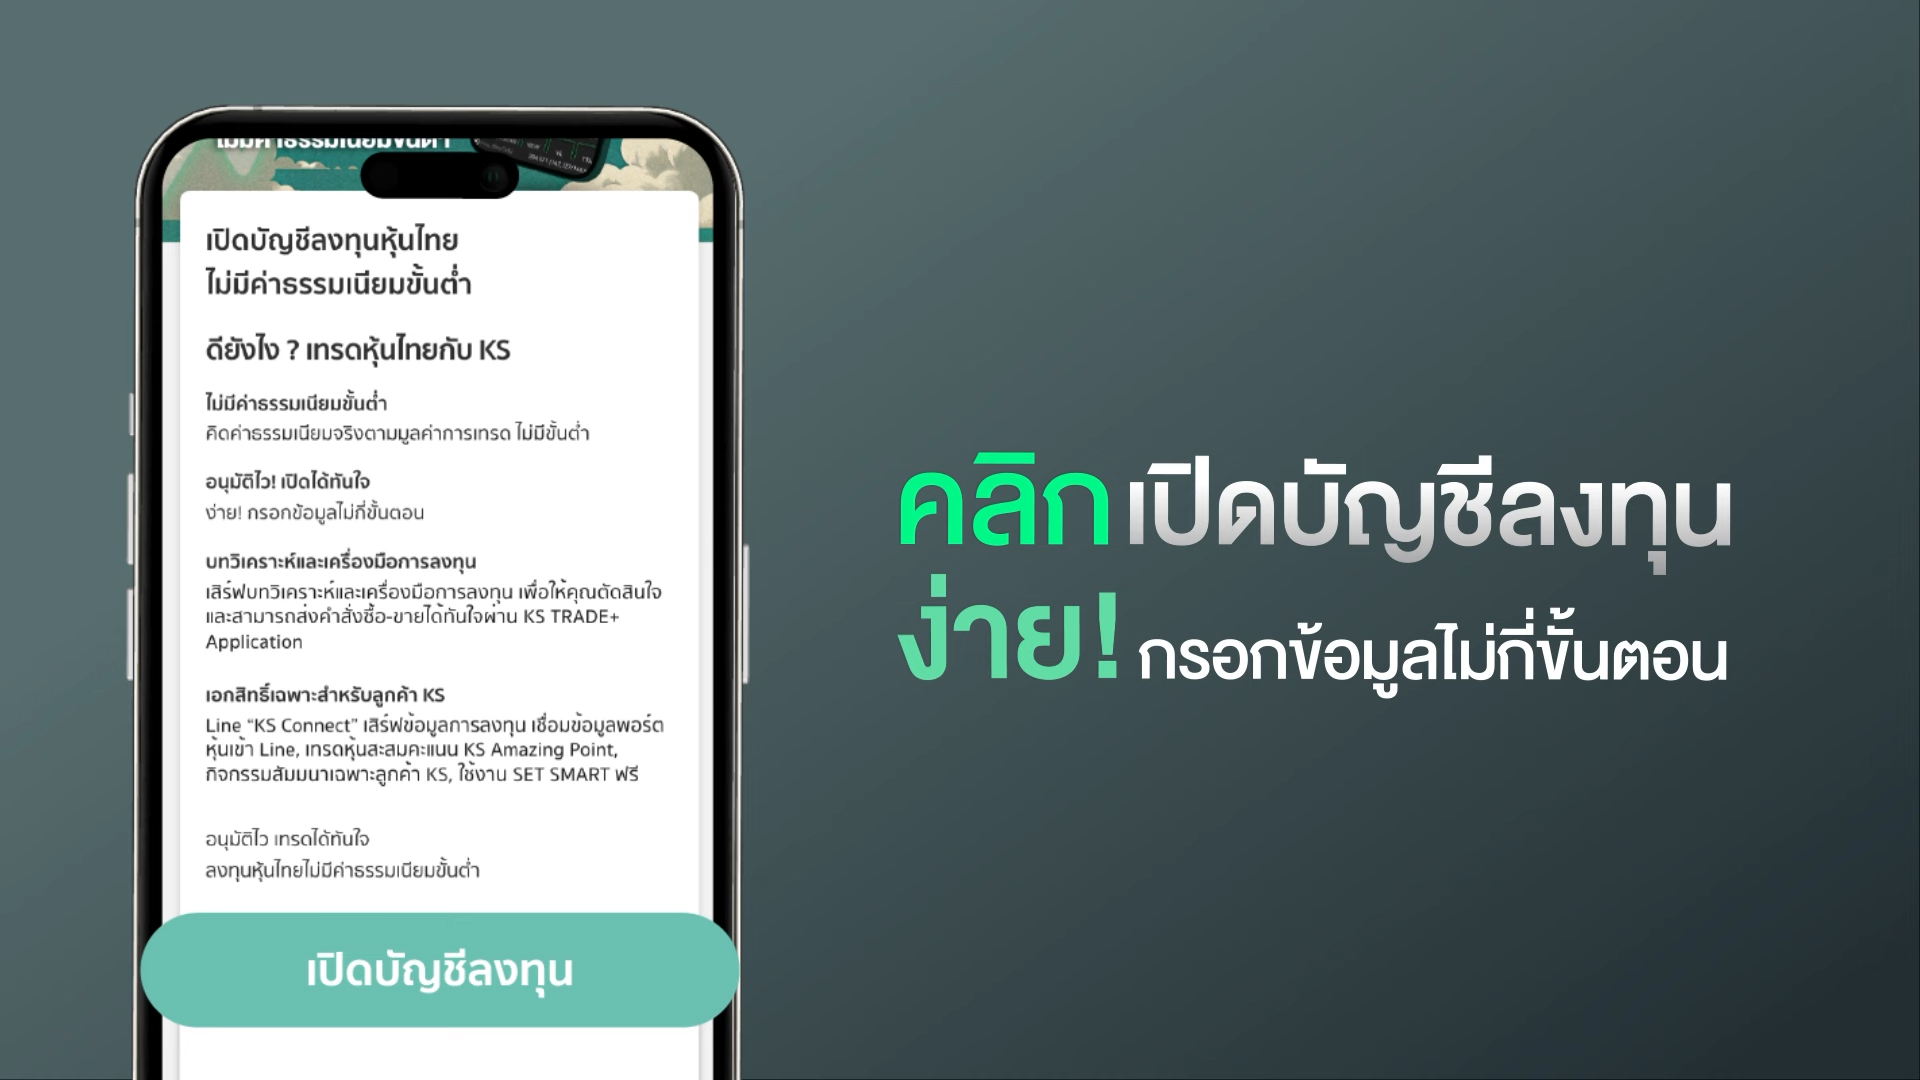 ไม่มีค่าธรรมเนียมขั้นต่ำ
เปิดบัญชีลงทุนหุ้นไทย
ไม่มีค่าธรรมเนียมขั้นต่ำ
ดียังไง ? เทรดหุ้นไทยกับ KS
ไม่มีค่าธรรมเนียมขั้นต่ำ
คิดค่าธรรมเนียมจริงตามมูลค่าการเทรด ไม่มีขั้นต่ำ
อนุมัติไว! เปิดได้ทันใจ
ง่าย! กรอกข้อมูลไม่กี่ขั้นตอน
บทวิเคราะห์และเครื่องมือการลงทุน
เสิร์ฟบทวิเคราะห์และเครื่องมือการลงทุน เพื่อให้คุณตัดสินใจ
และสามารถส่งคำสั่งซื้อ-ขายได้ทันใจผ่าน KS TRADE+
Application
เอกสิทธิ์เฉพาะสำหรับลูกค้า KS
Line “KS Connect” เสิร์ฟข้อมูลการลงทุน เชื่อมข้อมูลพอร์ต
หุ้นเข้า Line, เทรดหุ้นสะสมคะแนน KS Amazing Point,
กิจกรรมสัมมนาเฉพาะลูกค้า KS, ใช้งาน SET SMART ฟรี
อนุมัติไว เทรดได้ทันใจ
ลงทุนหุ้นไทยไม่มีค่าธรรมเนียมขั้นต่ำ
เปิดบัญชีลงทุน
คลิกเปิดบัญชีลงทุน
ง่าย! กรอกข้อมูลไม่กี่ขั้นตอน